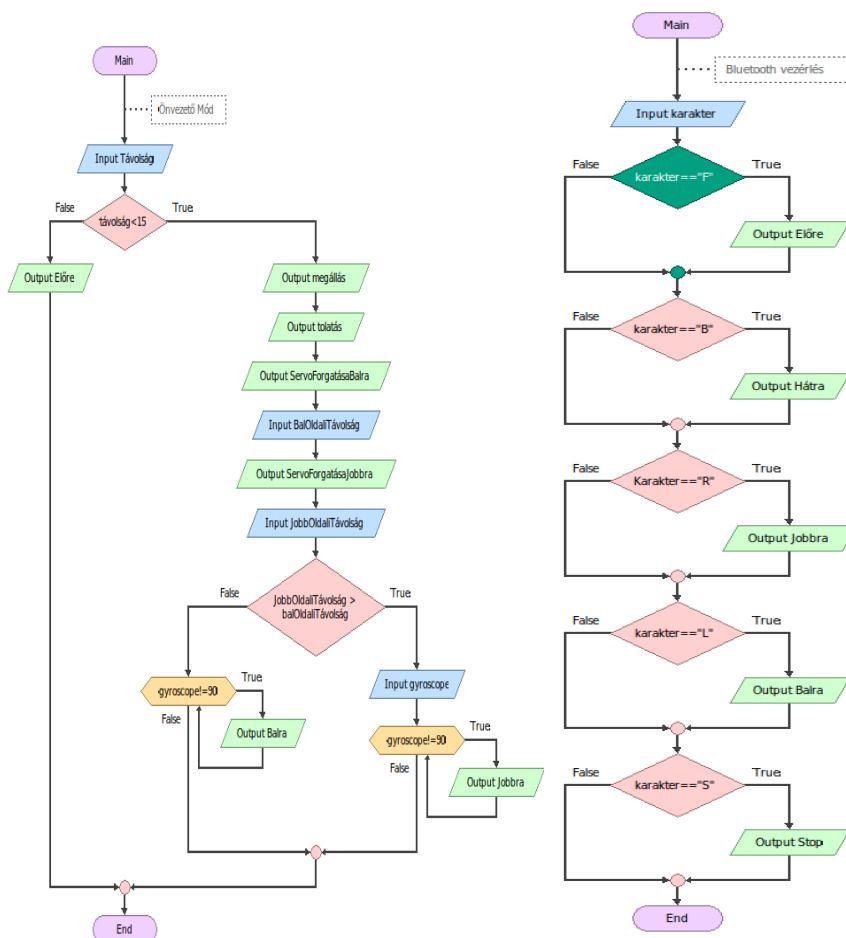 Main
Önvezető Mód
Input Távolság
False
távolság<15
True
Output Előre
Output megállás
Output tolatás
Output ServoForgatásaBalra
Input BalOldaliTávolság
Output ServoForgatásaJobbra
Input JobbOldaliTávolság
False
JobbOldaliTávolság >
balOldaliTávolság
True
gyroscope!=90
True
False
Output Balra
Input gyroscope
gyroscope!=90
True
False
Output Jobbra
End
Main
Bluetooth vezérlés
Input karakter
False
karakter=="F"
True
Output Előre
False
karakter=="B"
True
Output Hátra
False
Karakter=="R"
True
Output Jobbra
False
karakter=="L"
True
Output Balra
False
karakter=="S"
True
Output Stop
End